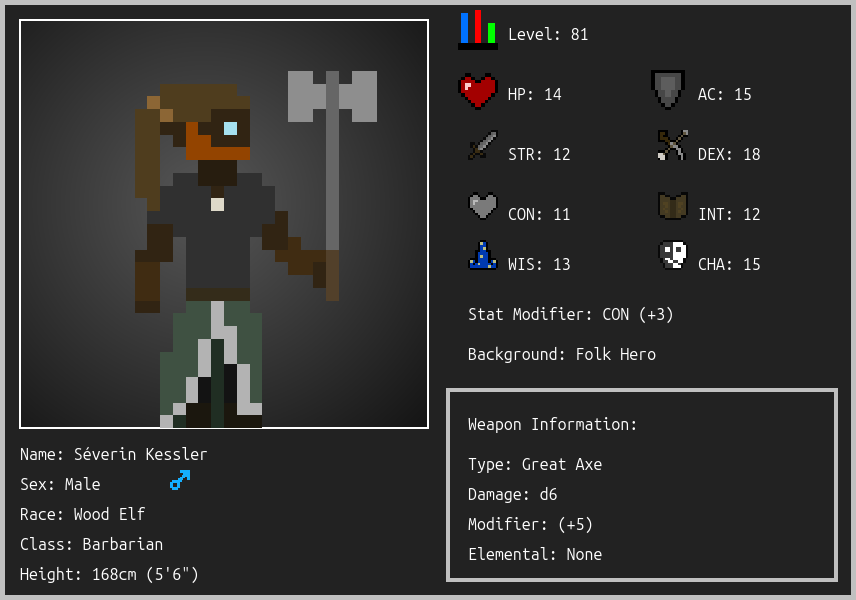 Level: 81
HP: 14
AC: 15
STR: 12
DEX: 18
CON: 11
INT: 12
WIS: 13
CHA: 15
Stat Modifier: CON (+3)
Background: Folk Hero
Weapon Information:
Type: Great Axe
Damage: d6
Modifier: (+5)
Elemental: None
Name: Séverin Kessler
Sex: Male
Race: Wood Elf
Class: Barbarian
Height: 168cm (5'6")